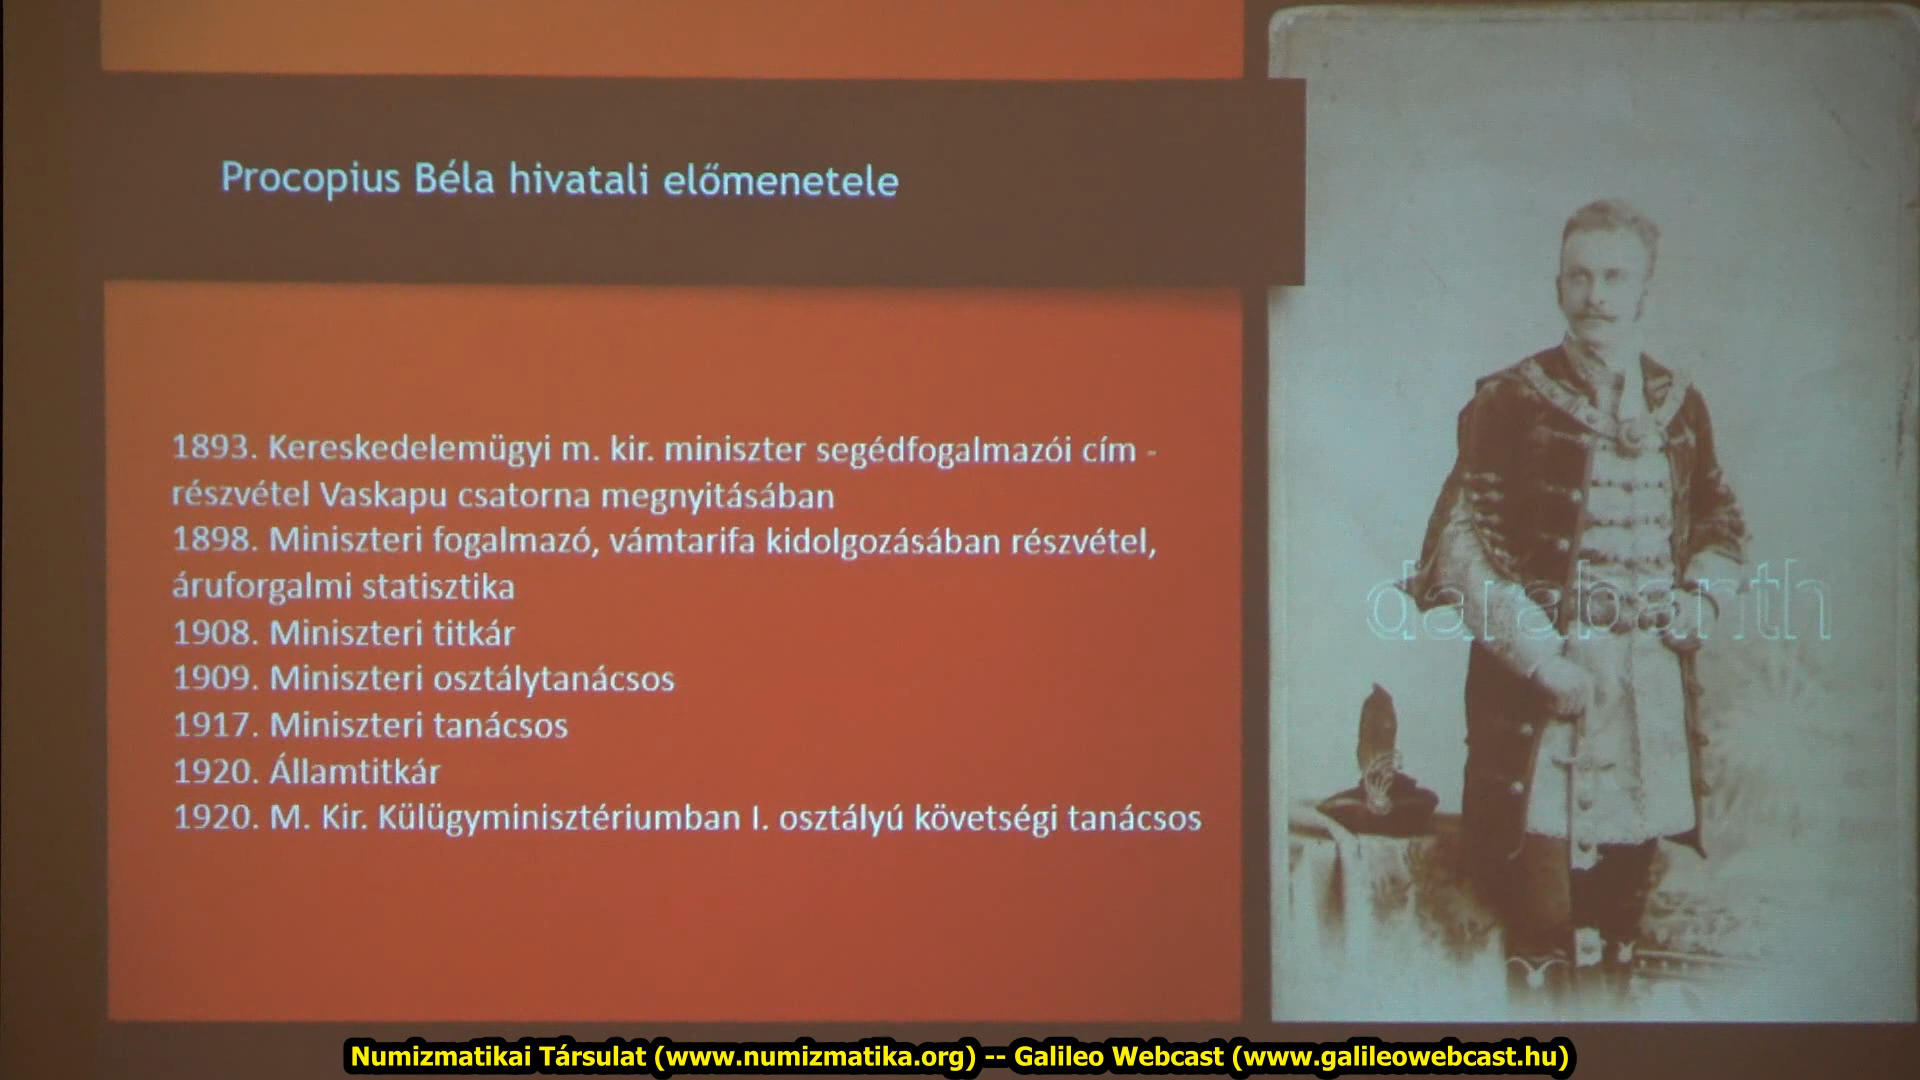 Procopius Béla hivatali előmenetele
1893. Kereskedelemügyi m. kir. miniszter segédfogalmazói cím -
részvétel Vaskapu csatorna megnyitásában
1898. Miniszteri fogalmazó, vámtarifa kidolgozásában részvétel,
áruforgalmi statisztika
1908. Miniszteri titkár
1909. Miniszteri osztálytanácsos
1917. Miniszteri tanácsos
1920. Államtitkár
1920. M. Kir. Külügyminisztériumban I. osztályú követségi tanácsos
darabanth
Numizmatikai Társulat (www.numizmatika.org) -- Galileo Webcast (www.galileowebcast.hu)